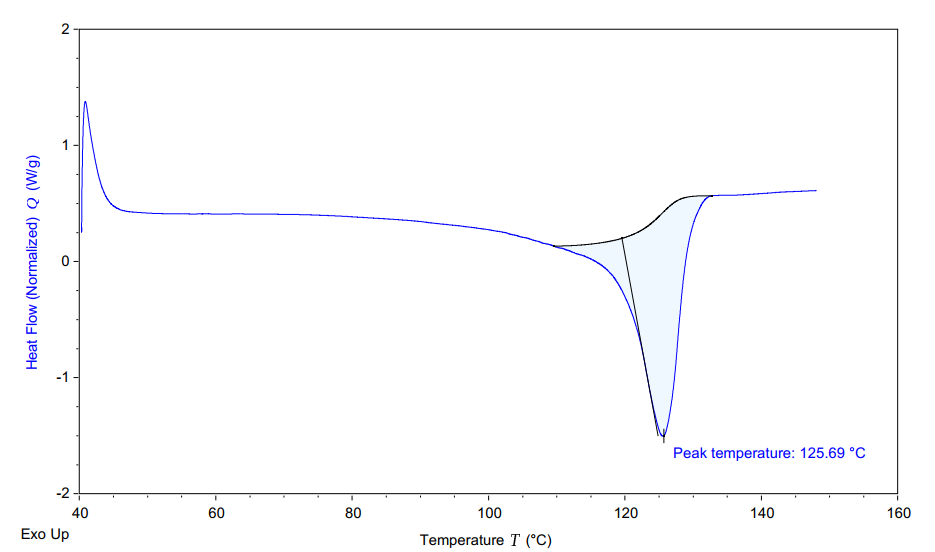 2
1
0
-1
-2
Heat Flow (Normalized) Q (W/g)
Peak temperature: 125.69 °C
40 60 80 100 120 140 160
Exo Up
Temperature T (°C)